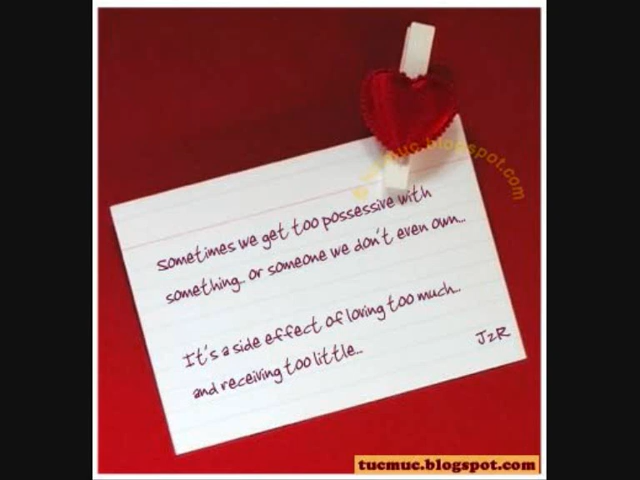 © tucmuc.blogspot.com
sometimes we get too possessive with
something.. or someone we don't even own...
It's a side effect of loving too much...
and receiving too little...
JzR
tucmuc.blogspot.com